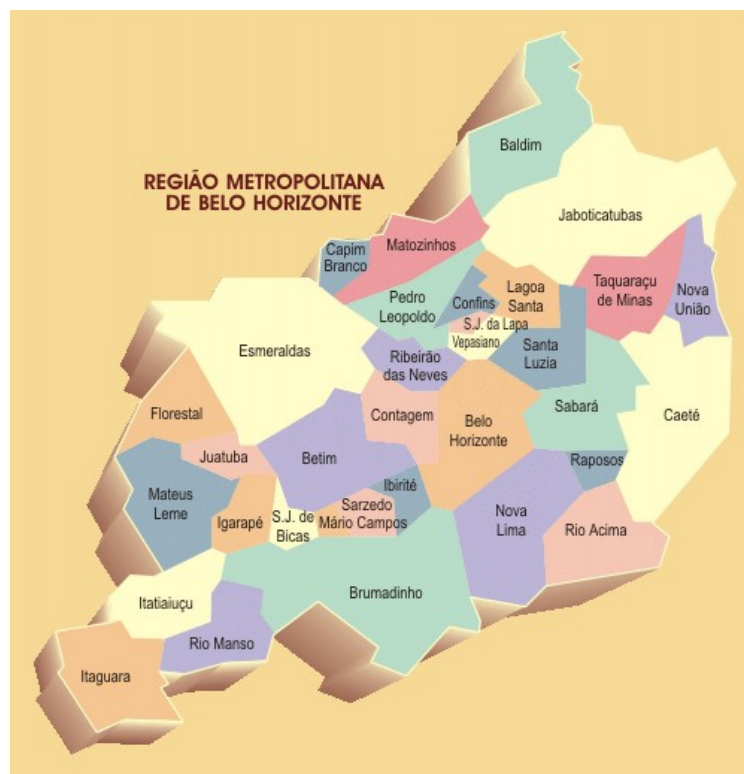 Baldim
REGIÃO METROPOLITANA
DE BELO HORIZONTE
Jaboticatubas
Matozinhos
Capim
Branco
Taquaraçu
de Minas
Nova
União
Lagoa
Santa
Pedro
Leopoldo
Confins
S.J. da Lapa
Vepasiano
Santa
Luzia
Esmeraldas
Ribeirão
das Neves
Florestal
Contagem
Belo
Horizonte
Sabará
Caeté
Juatuba
Betim
Raposos
Mateus
Leme
Ibirité
Igarapé
S.J. de
Bicas
Mário Campos
Sarzedo
Nova
Lima
Rio Acima
Itatiaiuçu
Brumadinho
Rio Manso
Itaguara